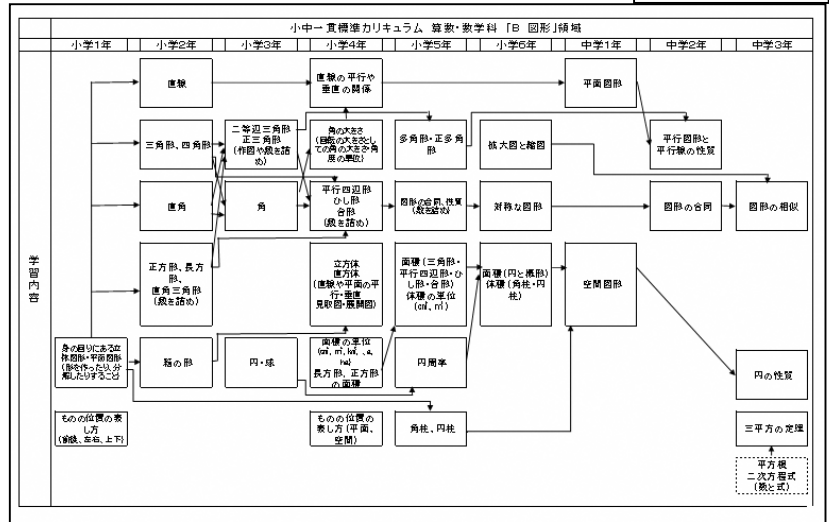 小中一貫標準カリキュラム 算数・数学科 「B 図形」領域
小学1年 小学2年 小学3年 小学4年 小学5年 小学6年 中学1年 中学2年 中学3年
学習内容
直線
直線の平行や
垂直の関係
平面図形
三角形、四角形
二等辺三角形
正三角形
(作図や敷き詰
め)
角の大きさ
(回転の大きさとし
ての角の大きさ・角
度の単位)
多角形・正多角
形
拡大図と縮図
平行図形と
平行線の性質
直角
角
平行四辺形
ひし形
台形
(敷き詰め)
図形の合同、性質
(敷き詰め)
対称な図形
図形の合同
図形の相似
正方形、長方
形、
直角三角形
(敷き詰め)
立方体
直方体
(直線や平面の平
行・垂直
見取図・展開図)
面積(三角形・
平行四辺形・ひ
し形・台形)
体積の単位
(㎤、㎥)
面積(円と概形)
体積(角柱・円
柱)
空間図形
身の回りにある立
体図形・平面図形
(形を作ったり、分
解したりすること)
箱の形
円・球
面積の単位
(㎠、㎡、㎢、a、
ha)
長方形、正方形
の面積
円周率
円の性質
ものの位置の表
し方
(前後、左右、上下)
ものの位置の
表し方(平面、
空間)
角柱、円柱
三平方の定理
平方根
二次方程式
(数と式)